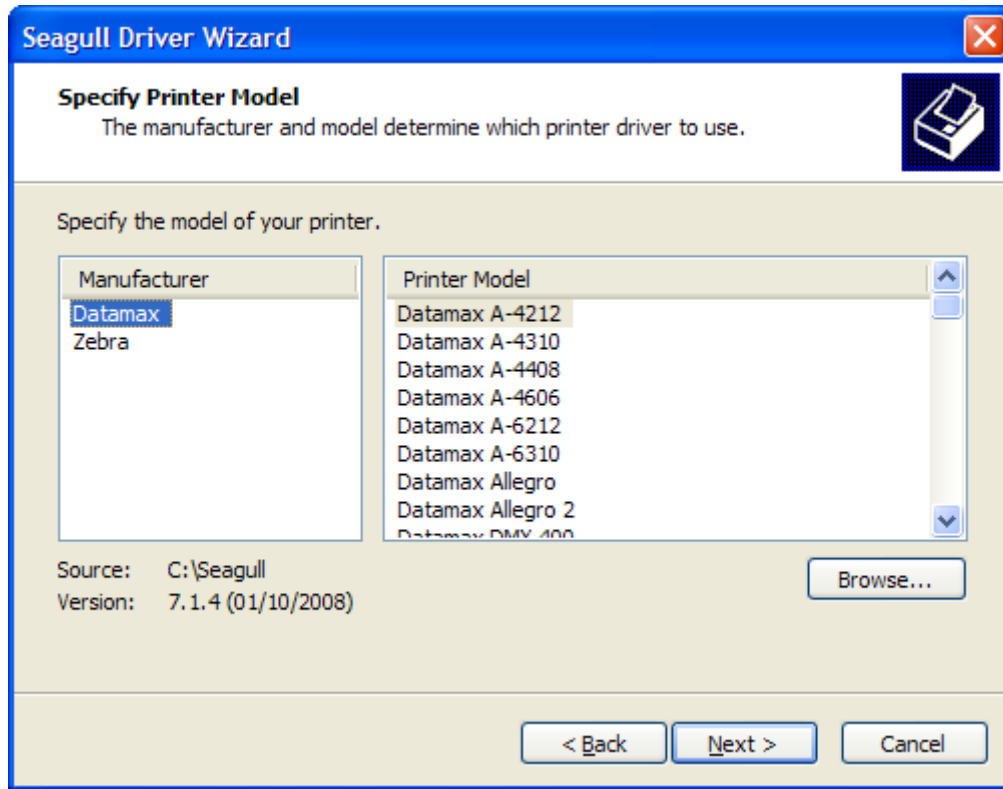 Seagull Driver Wizard
Specify Printer Model
The manufacturer and model determine which printer driver to use.
Specify the model of your printer.
Manufacturer
Datamax
Zebra
Printer Model
Datamax A-4212
Datamax A-4310
Datamax A-4408
Datamax A-4606
Datamax A-6212
Datamax A-6310
Datamax Allegro
Datamax Allegro 2
Datamax DMX 400
Source: C:\Seagull
Version: 7.1.4 (01/10/2008)
Browse...
< Back
Next >
Cancel